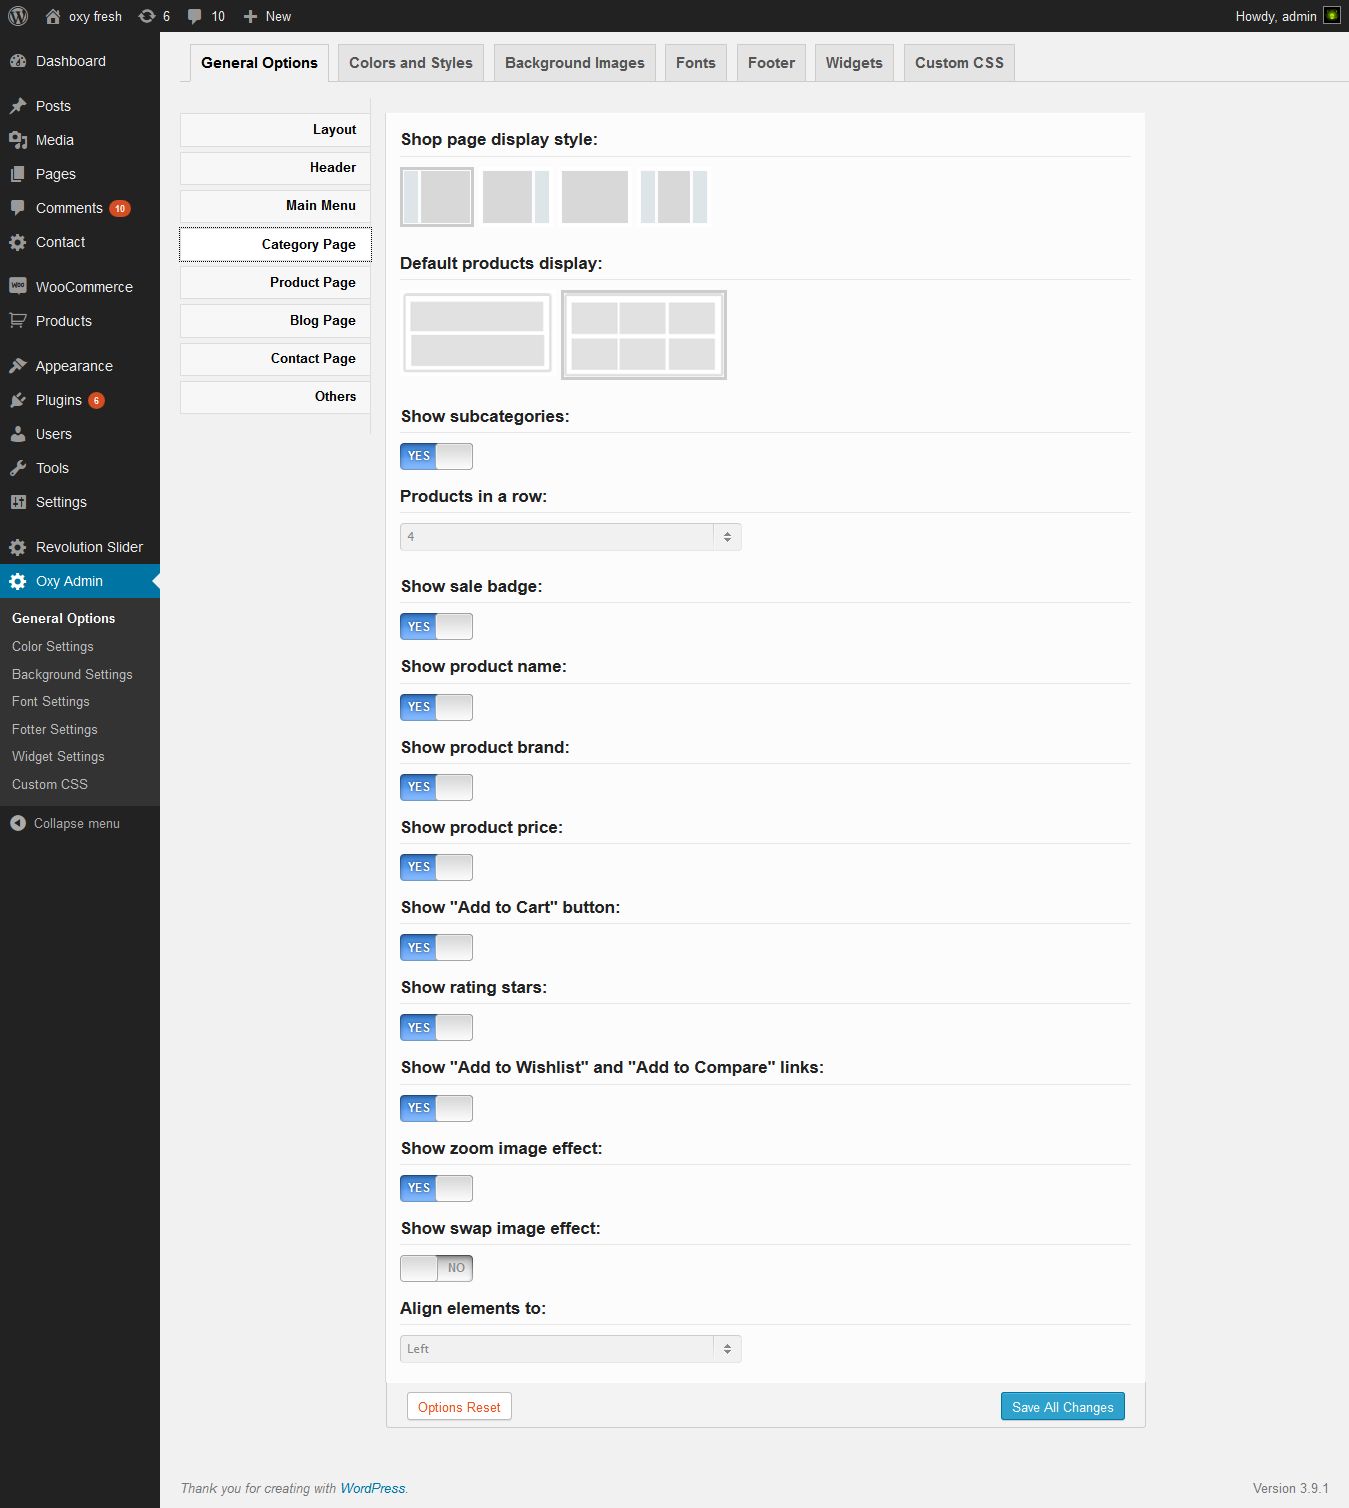 oxy fresh 6 10 New Howdy, admin
Dashboard
Posts
Media
Pages
Comments 10
Contact
WooCommerce
Products
Appearance
Plugins 6
Users
Tools
Settings
Revolution Slider
Oxy Admin
General Options
Color Settings
Background Settings
Font Settings
Fotter Settings
Widget Settings
Custom CSS
Collapse menu
General Options Colors and Styles Background Images Fonts Footer Widgets Custom CSS
Layout
Header
Main Menu
Category Page
Product Page
Blog Page
Contact Page
Others
Shop page display style:
Default products display:
Show subcategories:
YES
Products in a row:
4
Show sale badge:
YES
Show product name:
YES
Show product brand:
YES
Show product price:
YES
Show "Add to Cart" button:
YES
Show rating stars:
YES
Show "Add to Wishlist" and "Add to Compare" links:
YES
Show zoom image effect:
YES
Show swap image effect:
NO
Align elements to:
Left
Options Reset Save All Changes
Thank you for creating with WordPress. Version 3.9.1